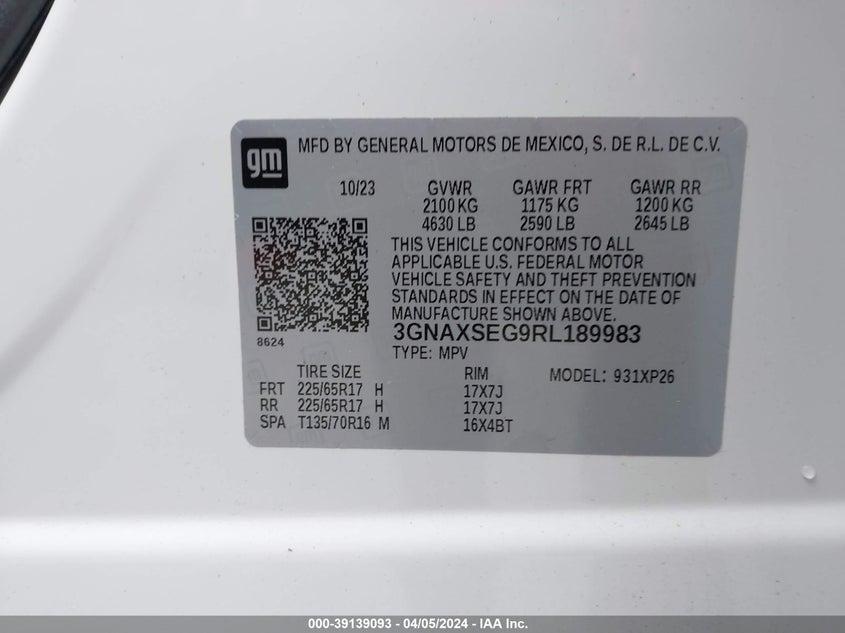 gm MFD BY GENERAL MOTORS DE MEXICO, S. DE R.L. DE C.V.
10/23 GVWR GAWR FRT GAWR RR
2100 KG 1175 KG 1200 KG
4630 LB 2590 LB 2645 LB
THIS VEHICLE CONFORMS TO ALL
APPLICABLE U.S. FEDERAL MOTOR
VEHICLE SAFETY AND THEFT PREVENTION
STANDARDS IN EFFECT ON THE DATE OF
MANUFACTURE SHOWN ABOVE.
3GNAXSEG9RL189983
8624
TYPE: MPV
TIRE SIZE RIM MODEL: 931XP26
FRT 225/65R17 H 17X7J
RR 225/65R17 H 17X7J
SPA T135/70R16 M 16X4BT
000-39139093 - 04/05/2024 - IAA Inc.